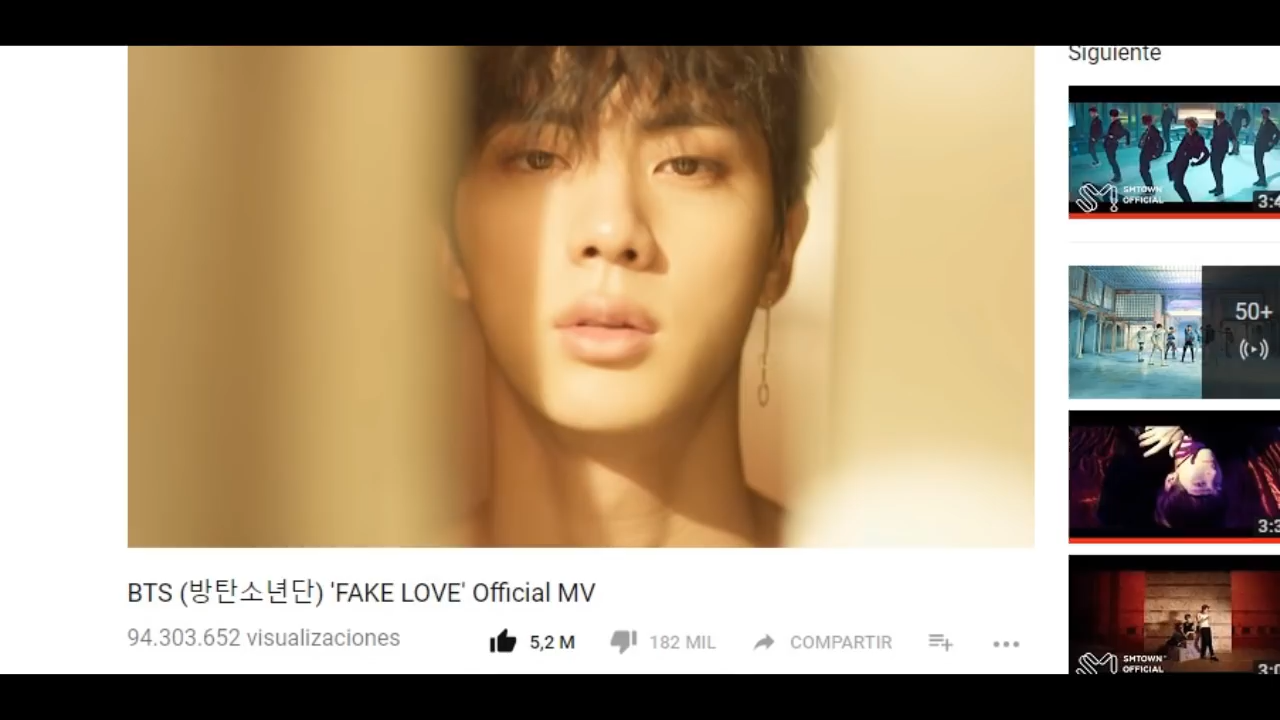 Siguiente
SMTOWN
OFFICIAL
50+
BTS (방탄소년단) 'FAKE LOVE' Official MV
94.303.652 visualizaciones
5,2 M
182 MIL
COMPARTIR
SMTOWN
OFFICIAL